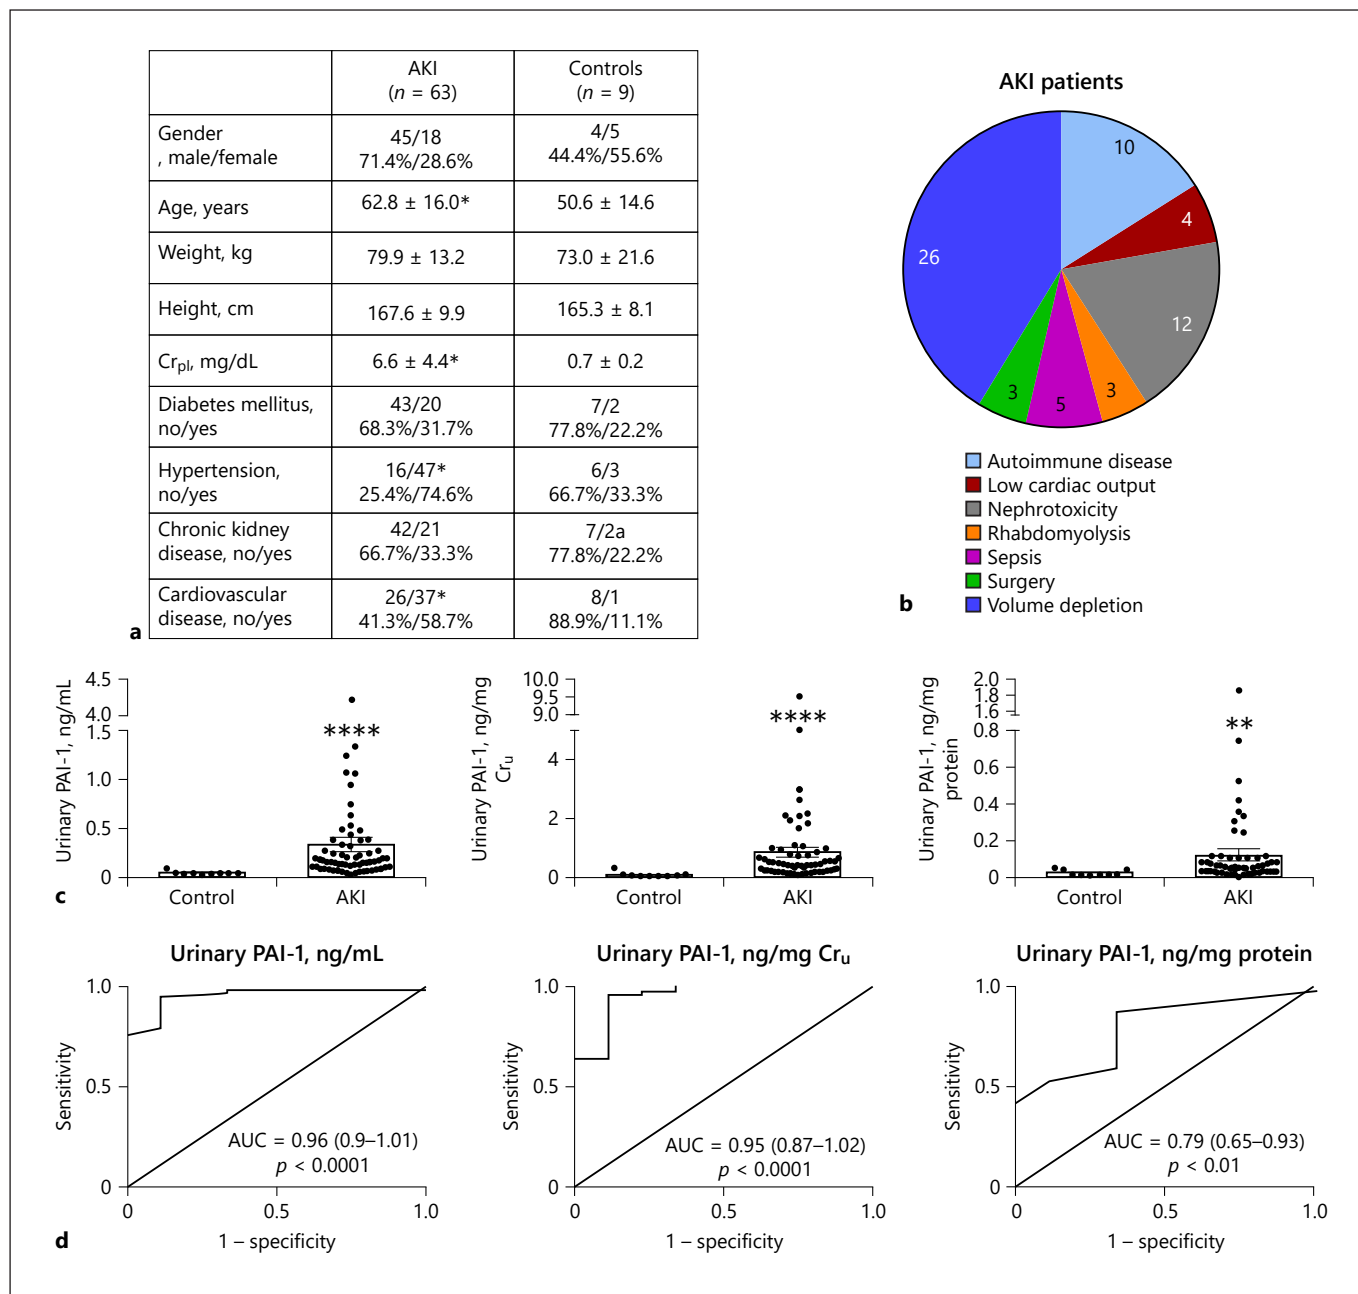 AKI
(n = 63)
Controls
(n = 9)
Gender
, male/female
45/18
71.4%/28.6%
4/5
44.4%/55.6%
Age, years
62.8 ± 16.0*
50.6 ± 14.6
Weight, kg
79.9 ± 13.2
73.0 ± 21.6
Height, cm
167.6 ± 9.9
165.3 ± 8.1
Crpl, mg/dL
6.6 ± 4.4*
0.7 ± 0.2
Diabetes mellitus,
no/yes
43/20
68.3%/31.7%
7/2
77.8%/22.2%
Hypertension,
no/yes
16/47*
25.4%/74.6%
6/3
66.7%/33.3%
Chronic kidney
disease, no/yes
42/21
66.7%/33.3%
7/2a
77.8%/22.2%
Cardiovascular
disease, no/yes
26/37*
41.3%/58.7%
8/1
88.9%/11.1%
a
AKI patients
10
4
12
3
5
3
26
Autoimmune disease
Low cardiac output
Nephrotoxicity
Rhabdomyolysis
Sepsis
Surgery
Volume depletion
b
Urinary PAI-1, ng/mL
4.5
4.0
1.5
1.0
0.5
0
****
Control
AKI
Urinary PAI-1, ng/mg
Cru
10.0
9.5
9.0
4
2
0
****
Control
AKI
Urinary PAI-1, ng/mg
protein
2.0
1.8
1.6
0.8
0.6
0.4
0.2
0
**
Control
AKI
c
Urinary PAI-1, ng/mL
Sensitivity
1.0
0.5
0
AUC = 0.96 (0.9–1.01)
p < 0.0001
0
0.5
1.0
1 – specificity
Urinary PAI-1, ng/mg Cru
Sensitivity
1.0
0.5
0
AUC = 0.95 (0.87–1.02)
p < 0.0001
0
0.5
1.0
1 – specificity
Urinary PAI-1, ng/mg protein
Sensitivity
1.0
0.5
0
AUC = 0.79 (0.65–0.93)
p < 0.01
0
0.5
1.0
1 – specificity
d